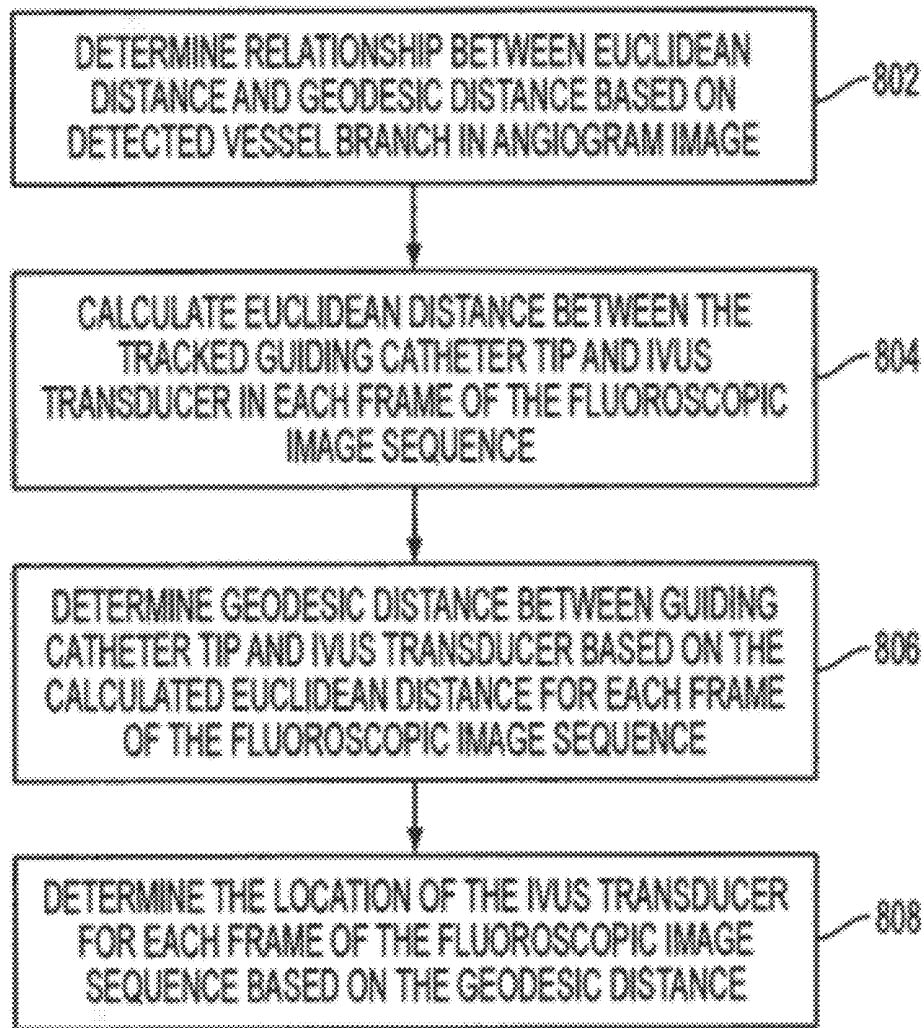 DETERMINE RELATIONSHIP BETWEEN EUCLIDEAN
DISTANCE AND GEODESIC DISTANCE BASED ON
DETECTED VESSEL BRANCH IN ANGIOGRAM IMAGE
802
CALCULATE EUCLIDEAN DISTANCE BETWEEN THE
TRACKED GUIDING CATHETER TIP AND IVUS
TRANSDUCER IN EACH FRAME OF THE FLUOROSCOPIC
IMAGE SEQUENCE
804
DETERMINE GEODESIC DISTANCE BETWEEN GUIDING
CATHETER TIP AND IVUS TRANSDUCER BASED ON THE
CALCULATED EUCLIDEAN DISTANCE FOR EACH FRAME
OF THE FLUOROSCOPIC IMAGE SEQUENCE
806
DETERMINE THE LOCATION OF THE IVUS TRANSDUCER
FOR EACH FRAME OF THE FLUOROSCOPIC IMAGE
SEQUENCE BASED ON THE GEODESIC DISTANCE
808